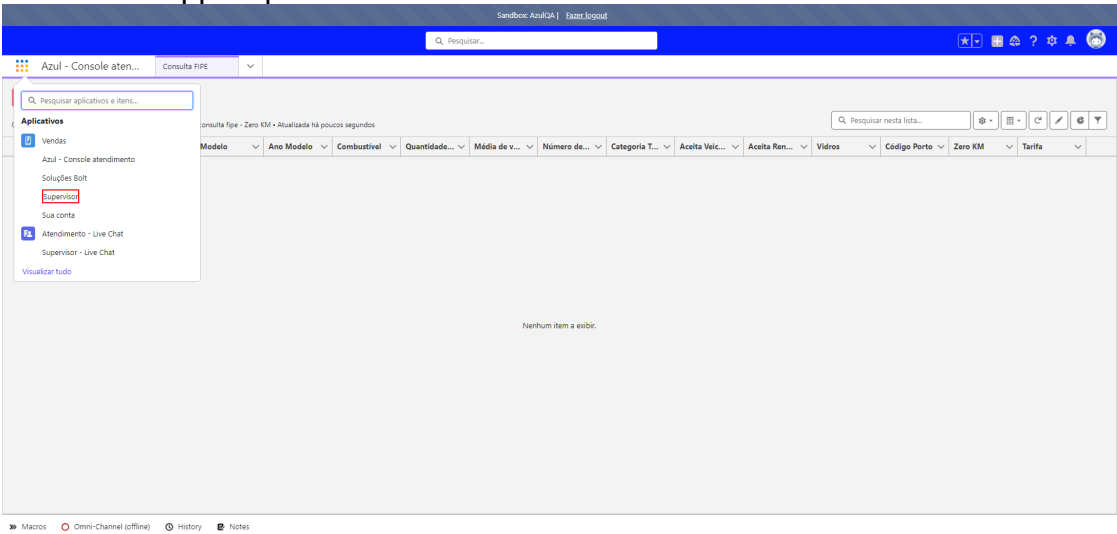 Sandbox: AzulQA | Fazer logout
Pesquisar...
Azul - Console aten...
Consulta FIPE
Pesquisar aplicativos e itens...
Aplicativos
Vendas
Azul - Console atendimento
Soluções Bolt
Supervisor
Sua conta
Atendimento - Live Chat
Supervisor - Live Chat
Visualizar tudo
consulta fipe - Zero KM • Atualizada há poucos segundos
Pesquisar nesta lista...
Modelo Ano Modelo Combustível Quantidade... Média de v... Número de... Categoria T... Aceita Veic... Aceita Ren... Vidros Código Porto Zero KM Tarifa
Nenhum item a exibir.
Macros Omni-Channel (offline) History Notes